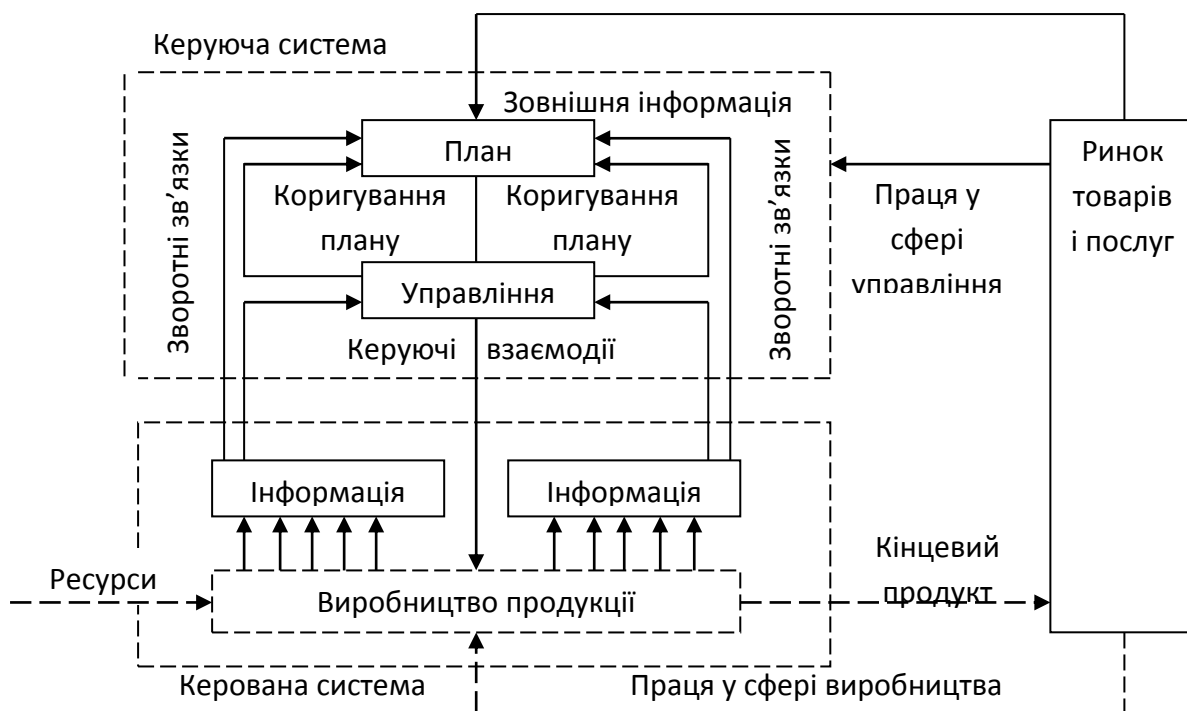 Керуюча система
Зовнішня інформація
Зворотні зв’язки
План
Зворотні зв’язки
Ринок
товарів
і послуг
Коригування
плану
Коригування
плану
Праця у
сфері
управління
Управління
Керуючі взаємодії
Інформація
Інформація
Ресурси
Виробництво продукції
Кінцевий
продукт
Керована система
Праця у сфері виробництва